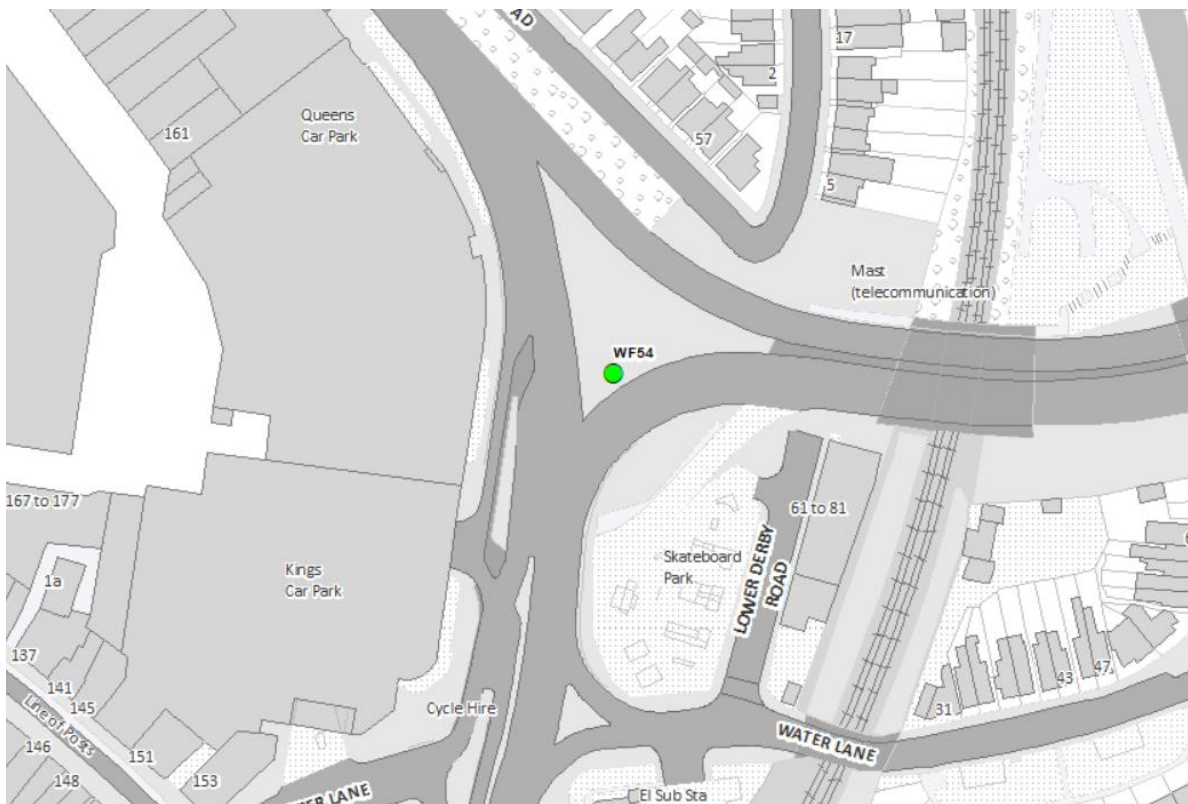 AD
17
2
Queens
Car Park
161
57
5
Mast
(telecommunication)
WF54
167 to 177
61 to 81
LOWER DERBY
ROAD
Skateboard
Park
Kings
Car Park
1a
137
141
145
43
47
31
Cycle Hire
Line of Posts
WATER LANE
146
151
148
153
ER LANE
El Sub Sta